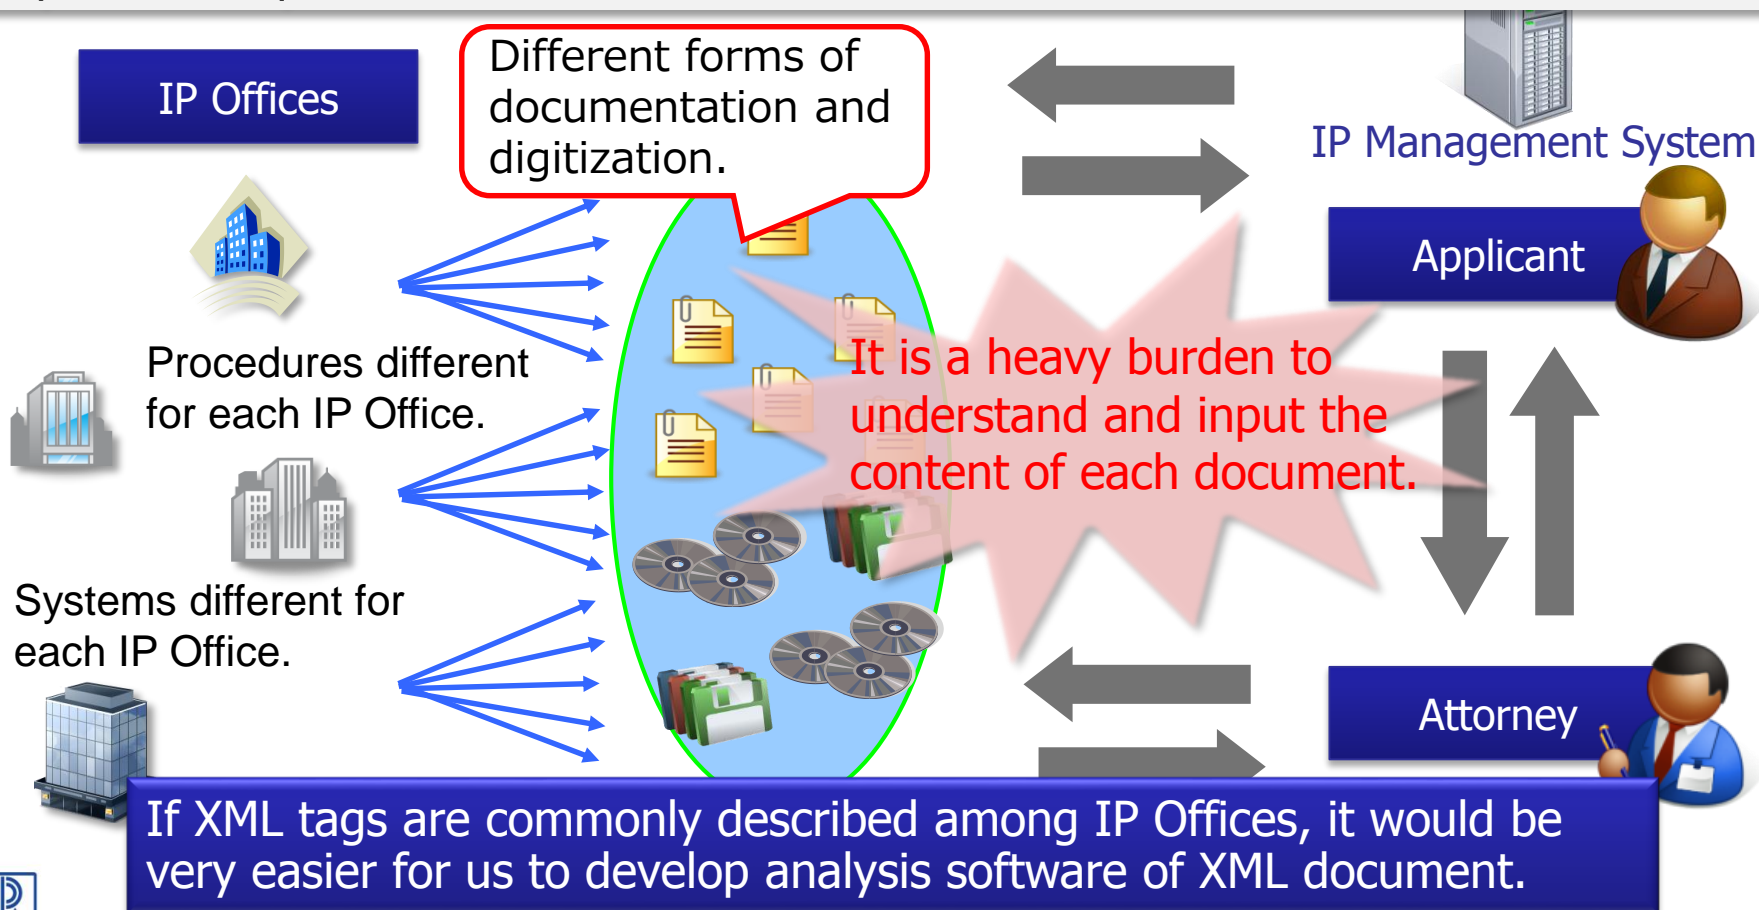 IP Offices
Different forms of
documentation and
digitization.
IP Management System
Applicant
Procedures different
for each IP Office.
It is a heavy burden to
understand and input the
content of each document.
Systems different for
each IP Office.
Attorney
If XML tags are commonly described among IP Offices, it would be
very easier for us to develop analysis software of XML document.